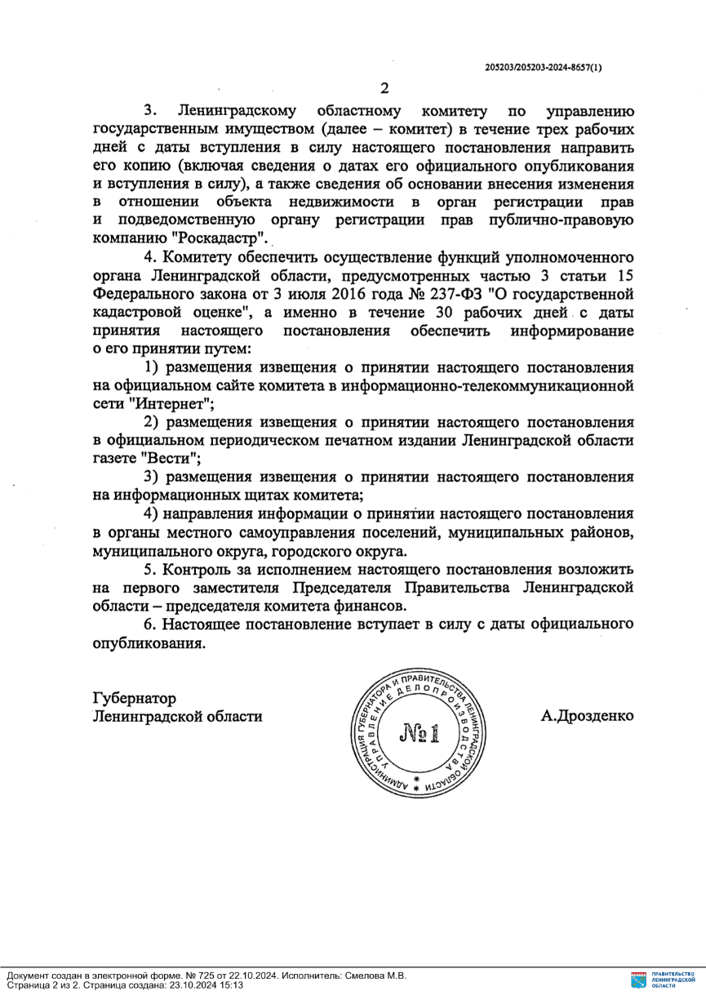 205203/205203-2024-8657(1)
2
3. Ленинградскому областному комитету по управлению
государственным имуществом (далее – комитет) в течение трех рабочих
дней с даты вступления в силу настоящего постановления направить
его копию (включая сведения о датах его официального опубликования
и вступления в силу), а также сведения об основании внесения изменения
в отношении объекта недвижимости в орган регистрации прав
и подведомственную органу регистрации прав публично-правовую
компанию "Роскадастр".
4. Комитету обеспечить осуществление функций уполномоченного
органа Ленинградской области, предусмотренных частью 3 статьи 15
Федерального закона от 3 июля 2016 года № 237-ФЗ "О государственной
кадастровой оценке", а именно в течение 30 рабочих дней с даты
принятия настоящего постановления обеспечить информирование
о его принятии путем:
1) размещения извещения о принятии настоящего постановления
на официальном сайте комитета в информационно-телекоммуникационной
сети "Интернет";
2) размещения извещения о принятии настоящего постановления
в официальном периодическом печатном издании Ленинградской области
газете "Вести";
3) размещения извещения о принятии настоящего постановления
на информационных щитах комитета;
4) направления информации о принятии настоящего постановления
в органы местного самоуправления поселений, муниципальных районов,
муниципального округа, городского округа.
5. Контроль за исполнением настоящего постановления возложить
на первого заместителя Председателя Правительства Ленинградской
области – председателя комитета финансов.
6. Настоящее постановление вступает в силу с даты официального
опубликования.
Губернатор
Ленинградской области
АДМИНИСТРАЦИЯ ГУБЕРНАТОРА И ПРАВИТЕЛЬСТВА ЛЕНИНГРАДСКОЙ ОБЛАСТИ
УПРАВЛЕНИЕ ДЕЛОПРОИЗВОДСТВА
№1
А.Дрозденко
Документ создан в электронной форме. № 725 от 22.10.2024. Исполнитель: Смелова М.В.
Страница 2 из 2. Страница создана: 23.10.2024 15:13
ПРАВИТЕЛЬСТВО
ЛЕНИНГРАДСКОЙ
ОБЛАСТИ